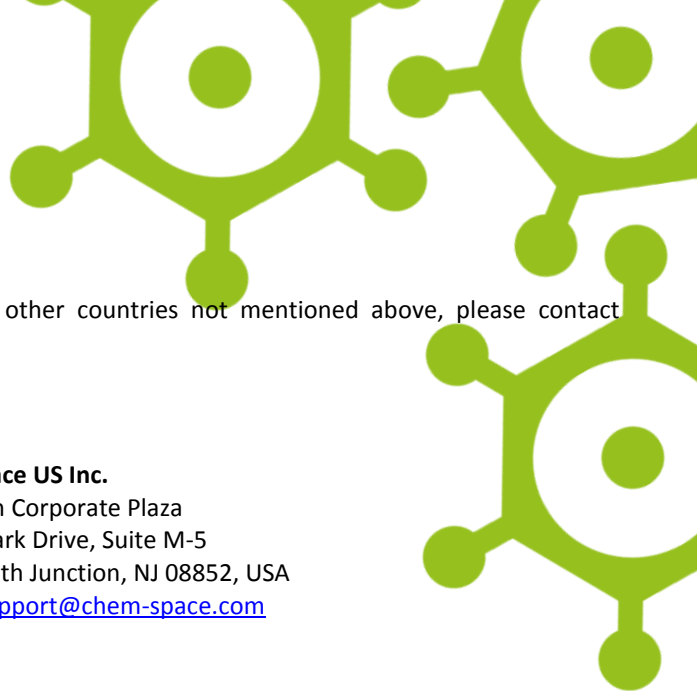 other countries not mentioned above, please contact
ce US Inc.
Corporate Plaza
ark Drive, Suite M-5
th Junction, NJ 08852, USA
pport@chem-space.com